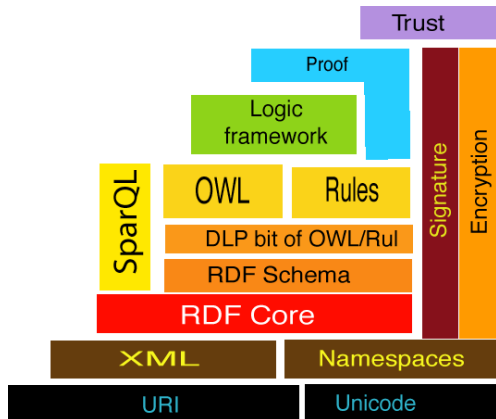 Trust
Proof
Logic
framework
Signature
Encryption
SparQL
OWL
Rules
DLP bit of OWL/Rul
RDF Schema
RDF Core
XML
Namespaces
URI
Unicode